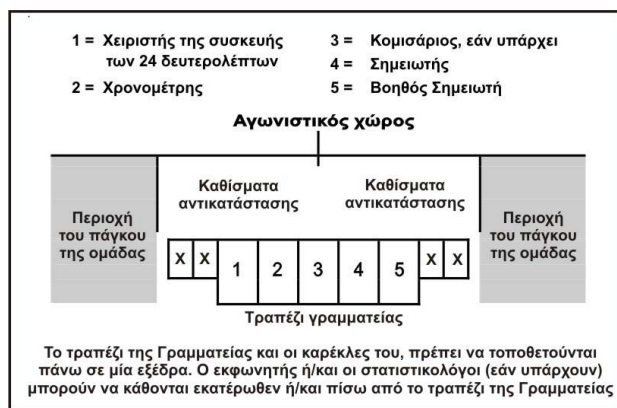 1 = Χειριστής της συσκευής
των 24 δευτερολέπτων
2 = Χρονομέτρης
3 = Κομισάριος, εάν υπάρχει
4 = Σημειωτής
5 = Βοηθός Σημειωτή
Αγωνιστικός χώρος
Καθίσματα
αντικατάστασης
Καθίσματα
αντικατάστασης
Περιοχή
του πάγκου
της ομάδας
Περιοχή
του πάγκου
της ομάδας
X X 1 2 3 4 5 X X
Τραπέζι γραμματείας
Το τραπέζι της Γραμματείας και οι καρέκλες του, πρέπει να τοποθετούνται
πάνω σε μία εξέδρα. Ο εκφωνητής ή/και οι στατιστικολόγοι (εάν υπάρχουν)
μπορούν να κάθονται εκατέρωθεν ή/και πίσω από το τραπέζι της Γραμματείας